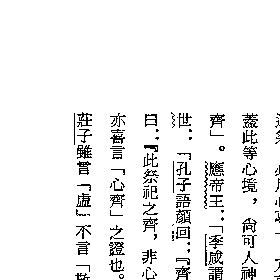 蓋此等心境，尙可人神
齊」。應帝王：「季咸謂
世：「孔子語顏回：『齊
曰：『此祭祀之齊，非心
亦喜言「心齊」之證也。
莊子雖言「虛」不言「